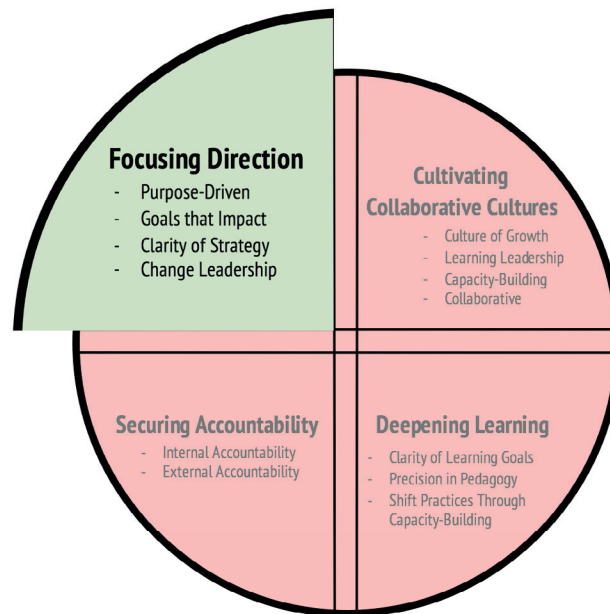 Focusing Direction
- Purpose-Driven
- Goals that Impact
- Clarity of Strategy
- Change Leadership
Cultivating
Collaborative Cultures
- Culture of Growth
- Learning Leadership
- Capacity-Building
- Collaborative
Securing Accountability
- Internal Accountability
- External Accountability
Deepening Learning
- Clarity of Learning Goals
- Precision in Pedagogy
- Shift Practices Through
Capacity-Building